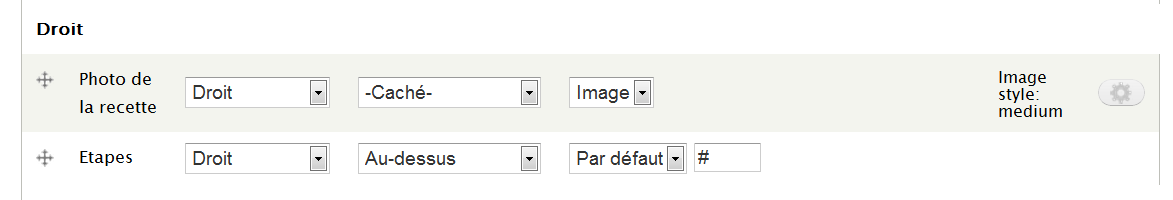 Droit
Photo de
la recette
Droit
-Caché-
Image
Image
style:
medium
Etapes
Droit
Au-dessus
Par défaut
#